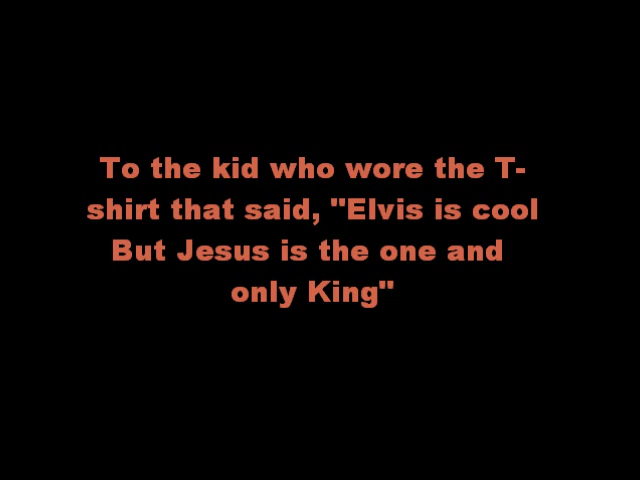 To the kid who wore the T-
shirt that said, "Elvis is cool
But Jesus is the one and
only King"